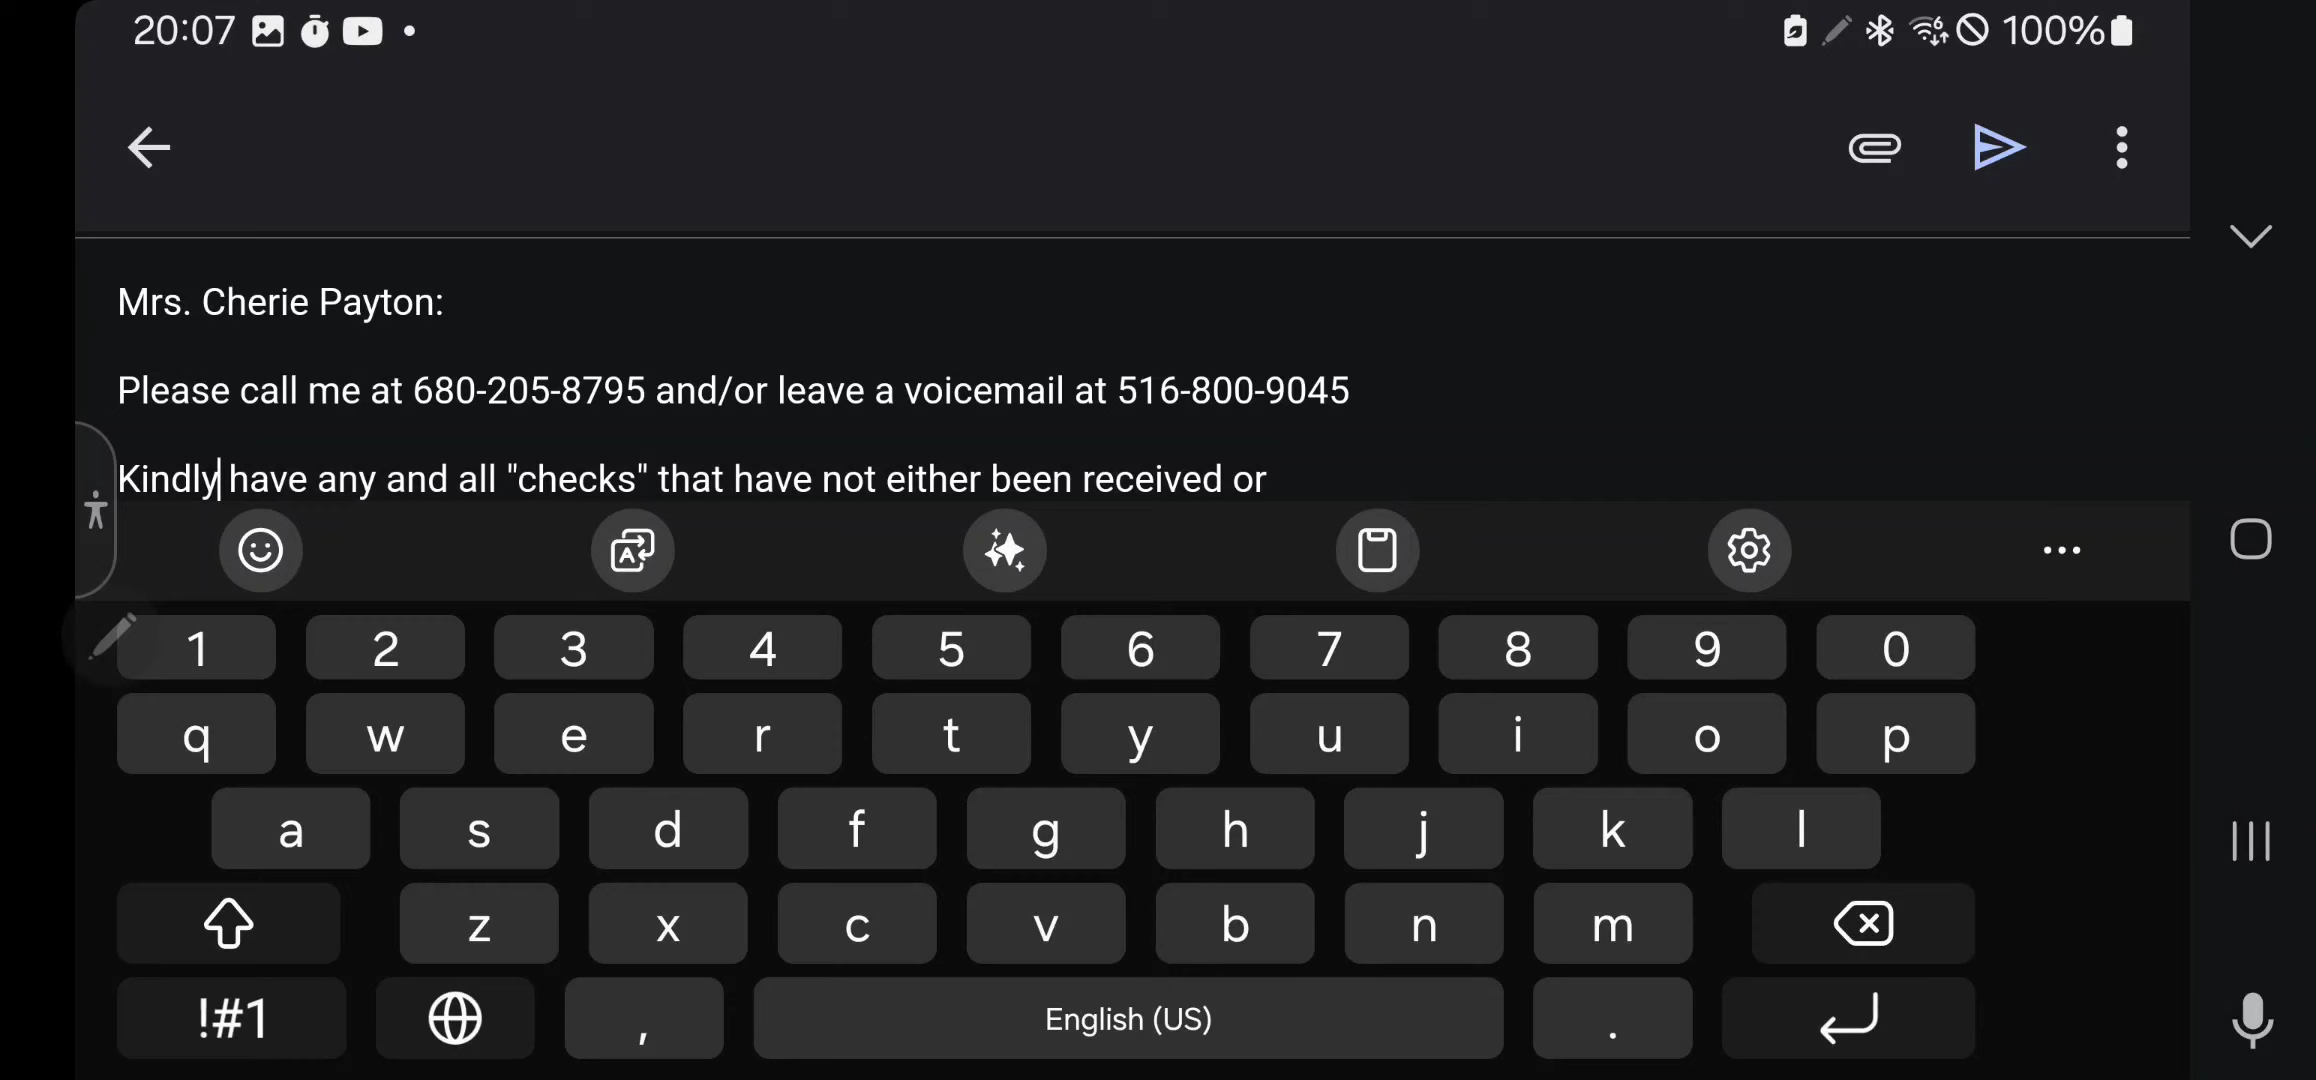 20:07 100%
Mrs. Cherie Payton:
Please call me at 680-205-8795 and/or leave a voicemail at 516-800-9045
Kindly have any and all "checks" that have not either been received or
1 2 3 4 5 6 7 8 9 0
q w e r t y u i o p
a s d f g h j k l
z x c v b n m
!#1 , English (US) .